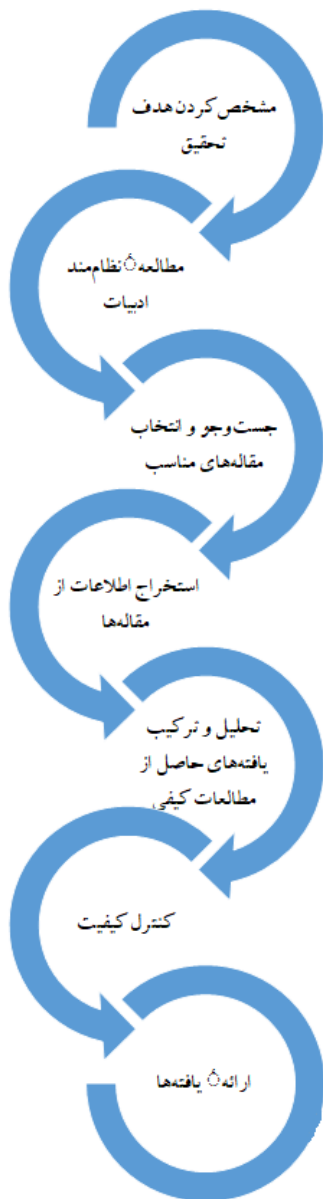 مشخص کردن هدف
تحقیق
مطالعهٔ نظام‌مند
ادبیات
جست‌وجو و انتخاب
مقاله‌های مناسب
استخراج اطلاعات از
مقاله‌ها
تحلیل و ترکیب
یافته‌های حاصل از
مطالعات کیفی
کنترل کیفیت
ارائهٔ یافته‌ها